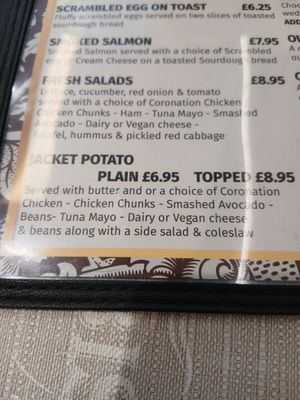 SCRAMBLED EGG ON TOAST £6.25
Fluffy scrambled eggs served on two slices of toasted
sourdough bread
SMOKED SALMON £7.95
Smoked Salmon served with a choice of Scrambled
egg or Cream Cheese on a toasted Sourdough bread
FRESH SALADS £8.95
Lettuce, cucumber, red onion & tomato
served with a choice of Coronation Chicken -
Chicken Chunks - Ham - Tuna Mayo - Smashed
Avocado - Dairy or Vegan cheese -
falafel, hummus & pickled red cabbage
JACKET POTATO
PLAIN £6.95 TOPPED £8.95
Served with butter and or a choice of Coronation
Chicken - Chicken Chunks - Smashed Avocado -
Beans- Tuna Mayo - Dairy or Vegan cheese
& beans along with a side salad & coleslaw